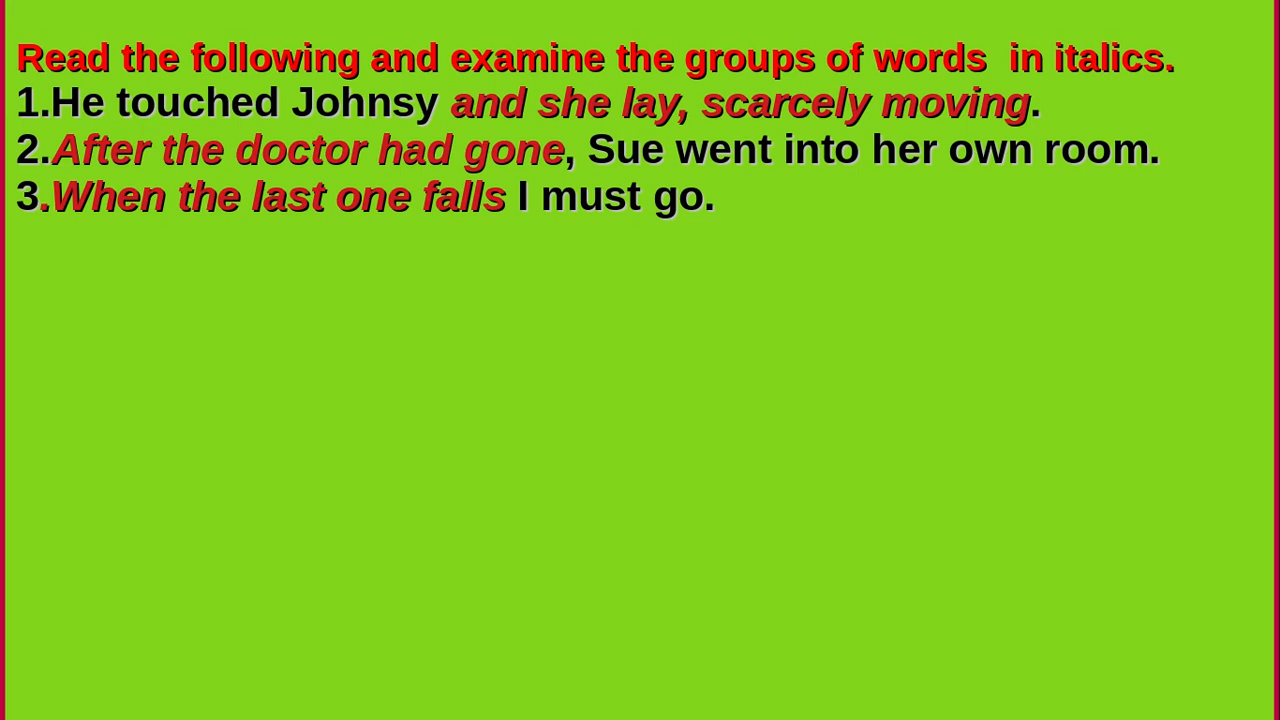 Read the following and examine the groups of words  in italics.
1.He touched Johnsy and she lay, scarcely moving.
2.After the doctor had gone, Sue went into her own room.
3.When the last one falls I must go.